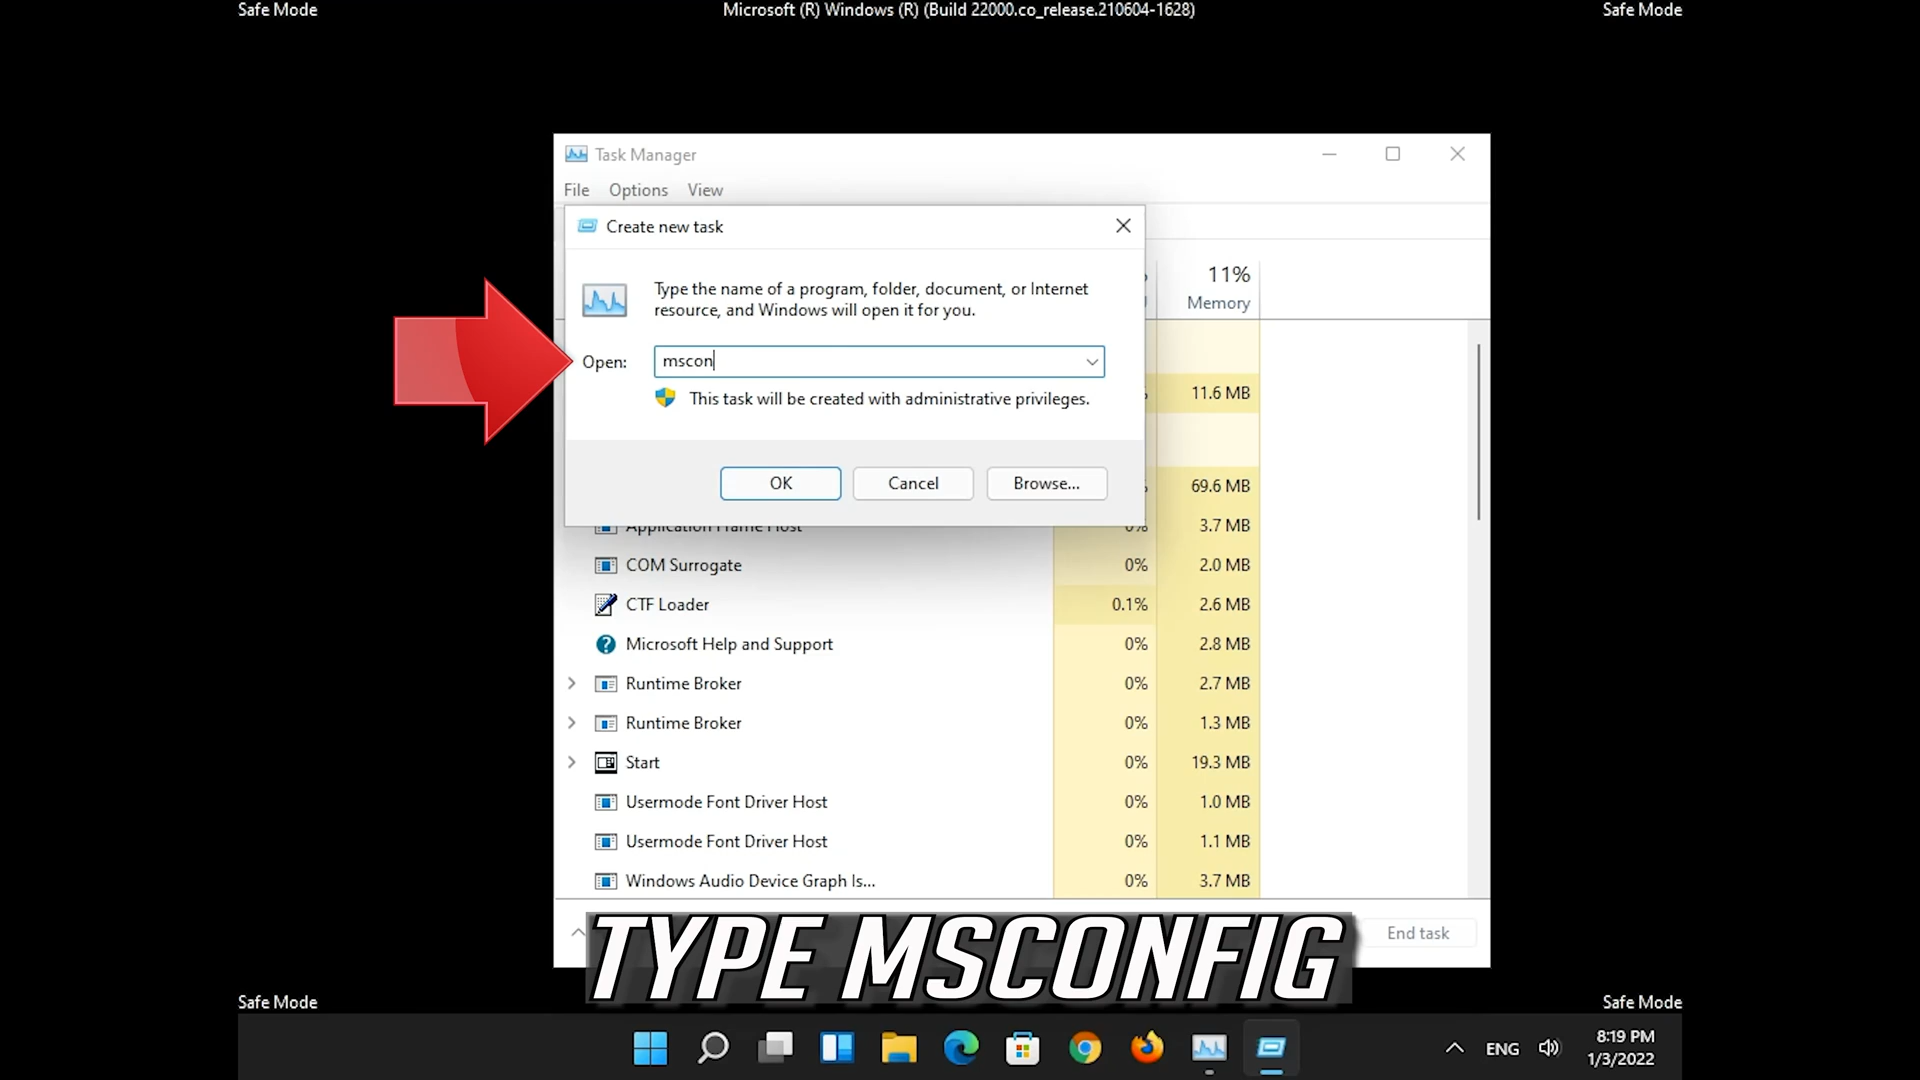 Safe Mode
Microsoft (R) Windows (R) (Build 22000.co_release.210604-1628)
Safe Mode
Task Manager
File Options View
Create new task
11%
Memory
Type the name of a program, folder, document, or Internet
resource, and Windows will open it for you.
Open: mscon
This task will be created with administrative privileges.
11.6 MB
OK
Cancel
Browse...
69.6 MB
Application Frame Host 0% 3.7 MB
COM Surrogate 0% 2.0 MB
CTF Loader 0.1% 2.6 MB
Microsoft Help and Support 0% 2.8 MB
Runtime Broker 0% 2.7 MB
Runtime Broker 0% 1.3 MB
Start 0% 19.3 MB
Usermode Font Driver Host 0% 1.0 MB
Usermode Font Driver Host 0% 1.1 MB
Windows Audio Device Graph Is... 0% 3.7 MB
TYPE MSCONFIG
End task
Safe Mode
Safe Mode
ENG
8:19 PM
1/3/2022